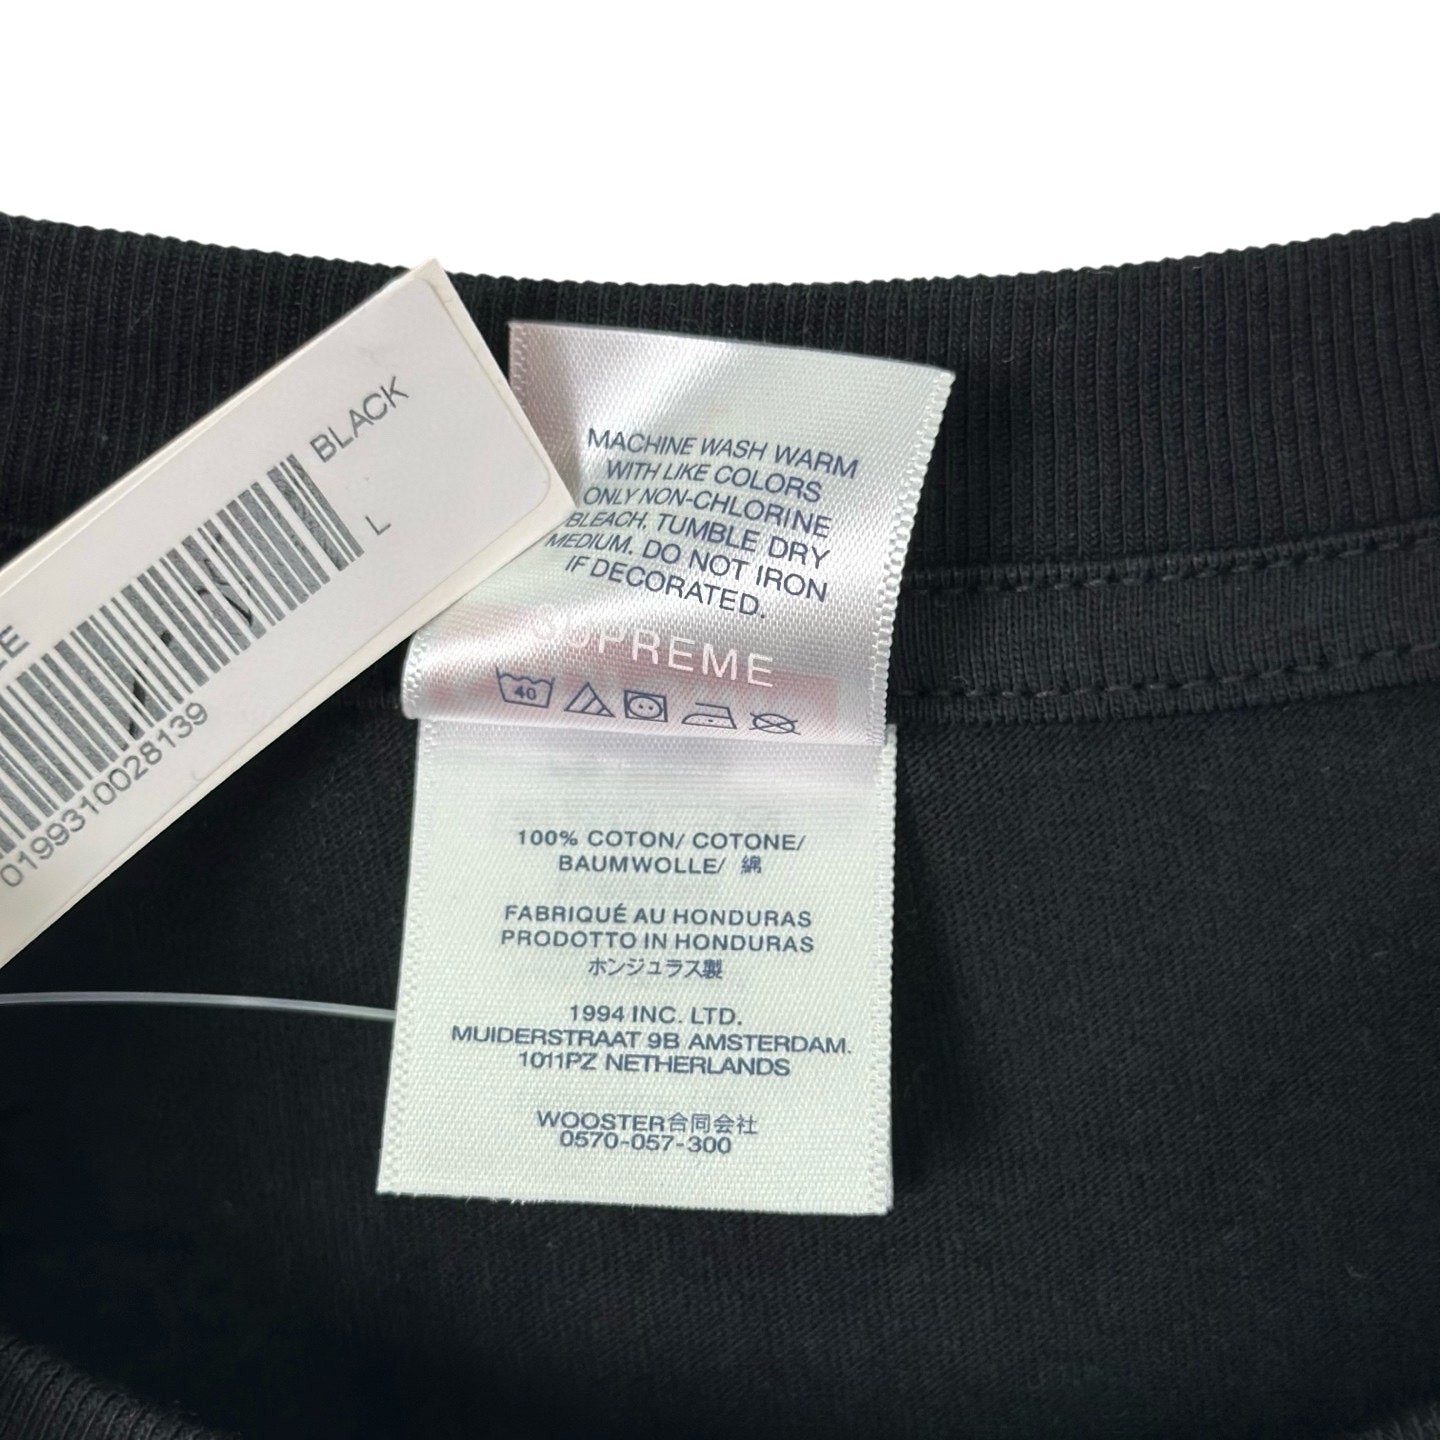 BLACK
L
EE
0199310028139
MACHINE WASH WARM
WITH LIKE COLORS
ONLY NON-CHLORINE
BLEACH. TUMBLE DRY
MEDIUM. DO NOT IRON
IF DECORATED.
SUPREME
40
100% COTON/ COTONE/
BAUMWOLLE/ 綿
FABRIQUÉ AU HONDURAS
PRODOTTO IN HONDURAS
ホンジュラス製
1994 INC. LTD.
MUIDERSTRAAT 9B AMSTERDAM.
1011PZ NETHERLANDS
WOOSTER合同会社
0570-057-300